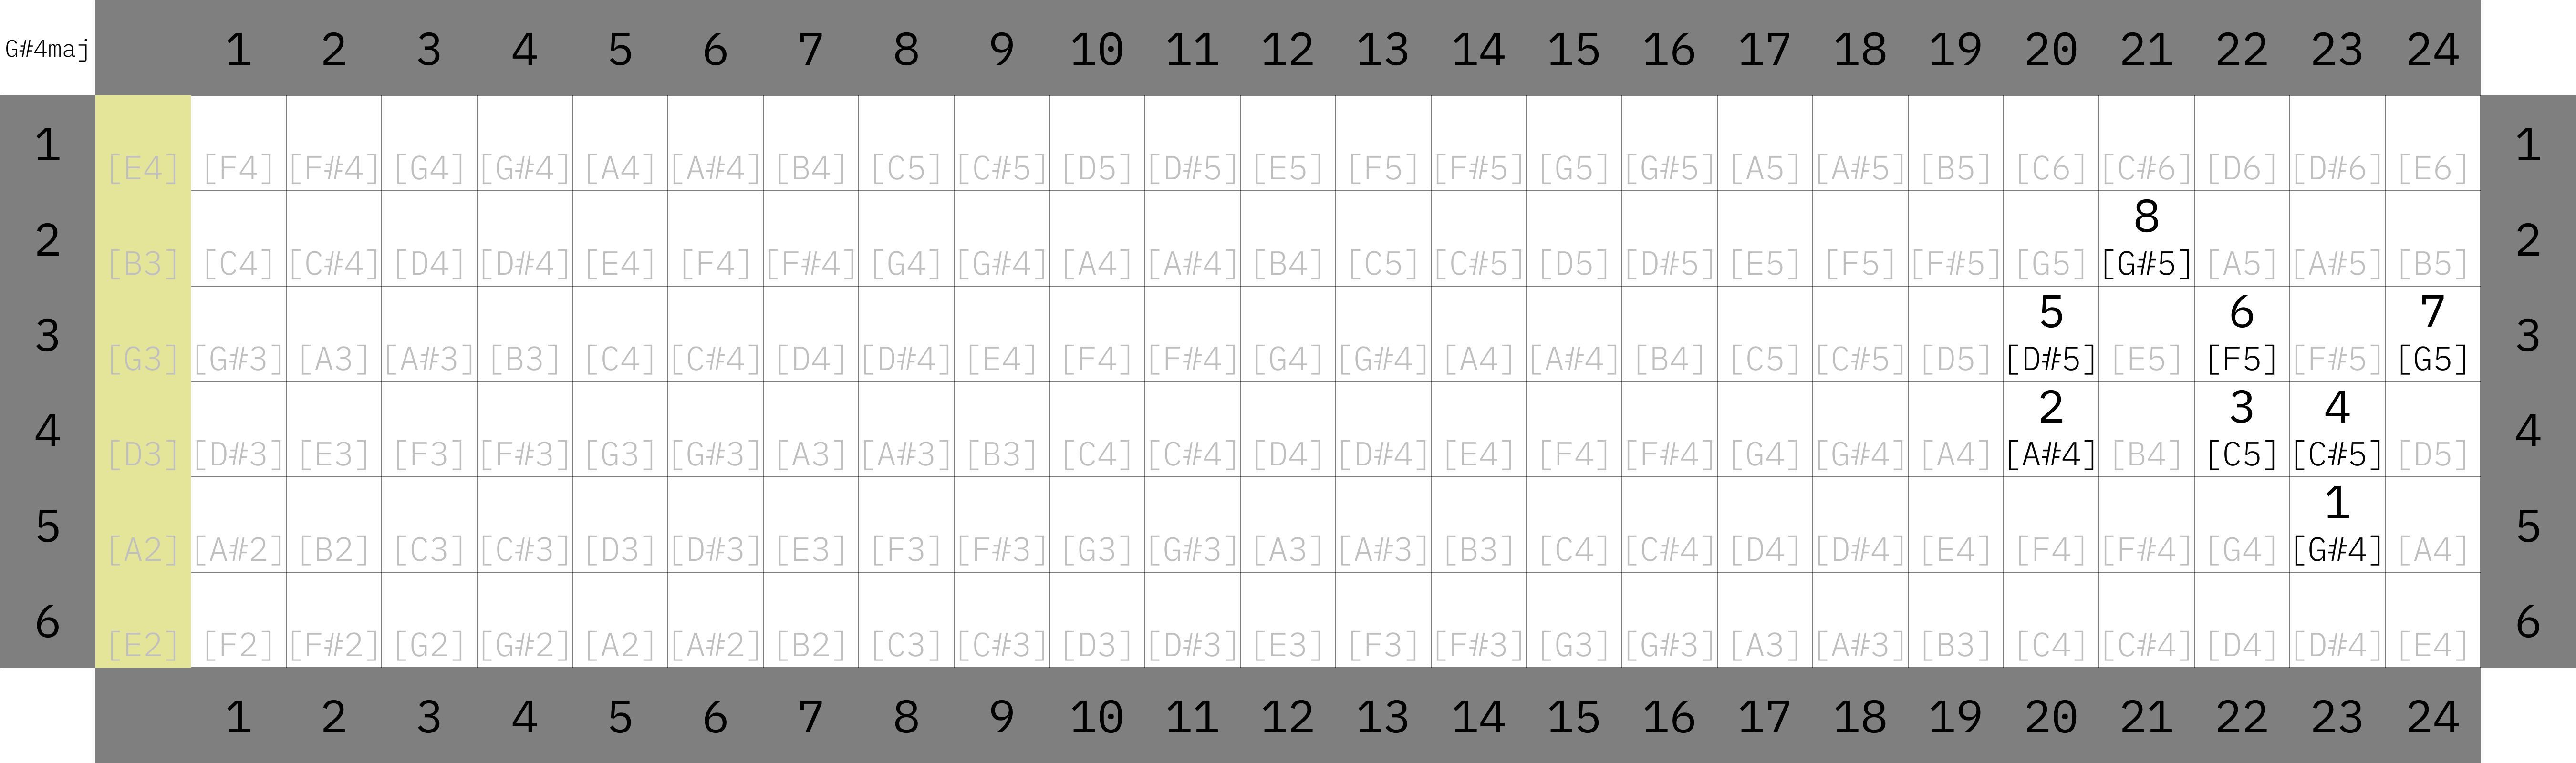 G#4maj 1 2 3 4 5 6 7 8 9 10 11 12 13 14 15 16 17 18 19 20 21 22 23 24
1 [E4] [F4] [F#4] [G4] [G#4] [A4] [A#4] [B4] [C5] [C#5] [D5] [D#5] [E5] [F5] [F#5] [G5] [G#5] [A5] [A#5] [B5] [C6] [C#6] [D6] [D#6] [E6] 1
8
2 [B3] [C4] [C#4] [D4] [D#4] [E4] [F4] [F#4] [G4] [G#4] [A4] [A#4] [B4] [C5] [C#5] [D5] [D#5] [E5] [F5] [F#5] [G5] [G#5] [A5] [A#5] [B5] 2
5 6 7
3 [G3] [G#3] [A3] [A#3] [B3] [C4] [C#4] [D4] [D#4] [E4] [F4] [F#4] [G4] [G#4] [A4] [A#4] [B4] [C5] [C#5] [D5] [D#5] [E5] [F5] [F#5] [G5] 3
2 3 4
4 [D3] [D#3] [E3] [F3] [F#3] [G3] [G#3] [A3] [A#3] [B3] [C4] [C#4] [D4] [D#4] [E4] [F4] [F#4] [G4] [G#4] [A4] [A#4] [B4] [C5] [C#5] [D5] 4
1
5 [A2] [A#2] [B2] [C3] [C#3] [D3] [D#3] [E3] [F3] [F#3] [G3] [G#3] [A3] [A#3] [B3] [C4] [C#4] [D4] [D#4] [E4] [F4] [F#4] [G4] [G#4] [A4] 5
6 [E2] [F2] [F#2] [G2] [G#2] [A2] [A#2] [B2] [C3] [C#3] [D3] [D#3] [E3] [F3] [F#3] [G3] [G#3] [A3] [A#3] [B3] [C4] [C#4] [D4] [D#4] [E4] 6
1 2 3 4 5 6 7 8 9 10 11 12 13 14 15 16 17 18 19 20 21 22 23 24